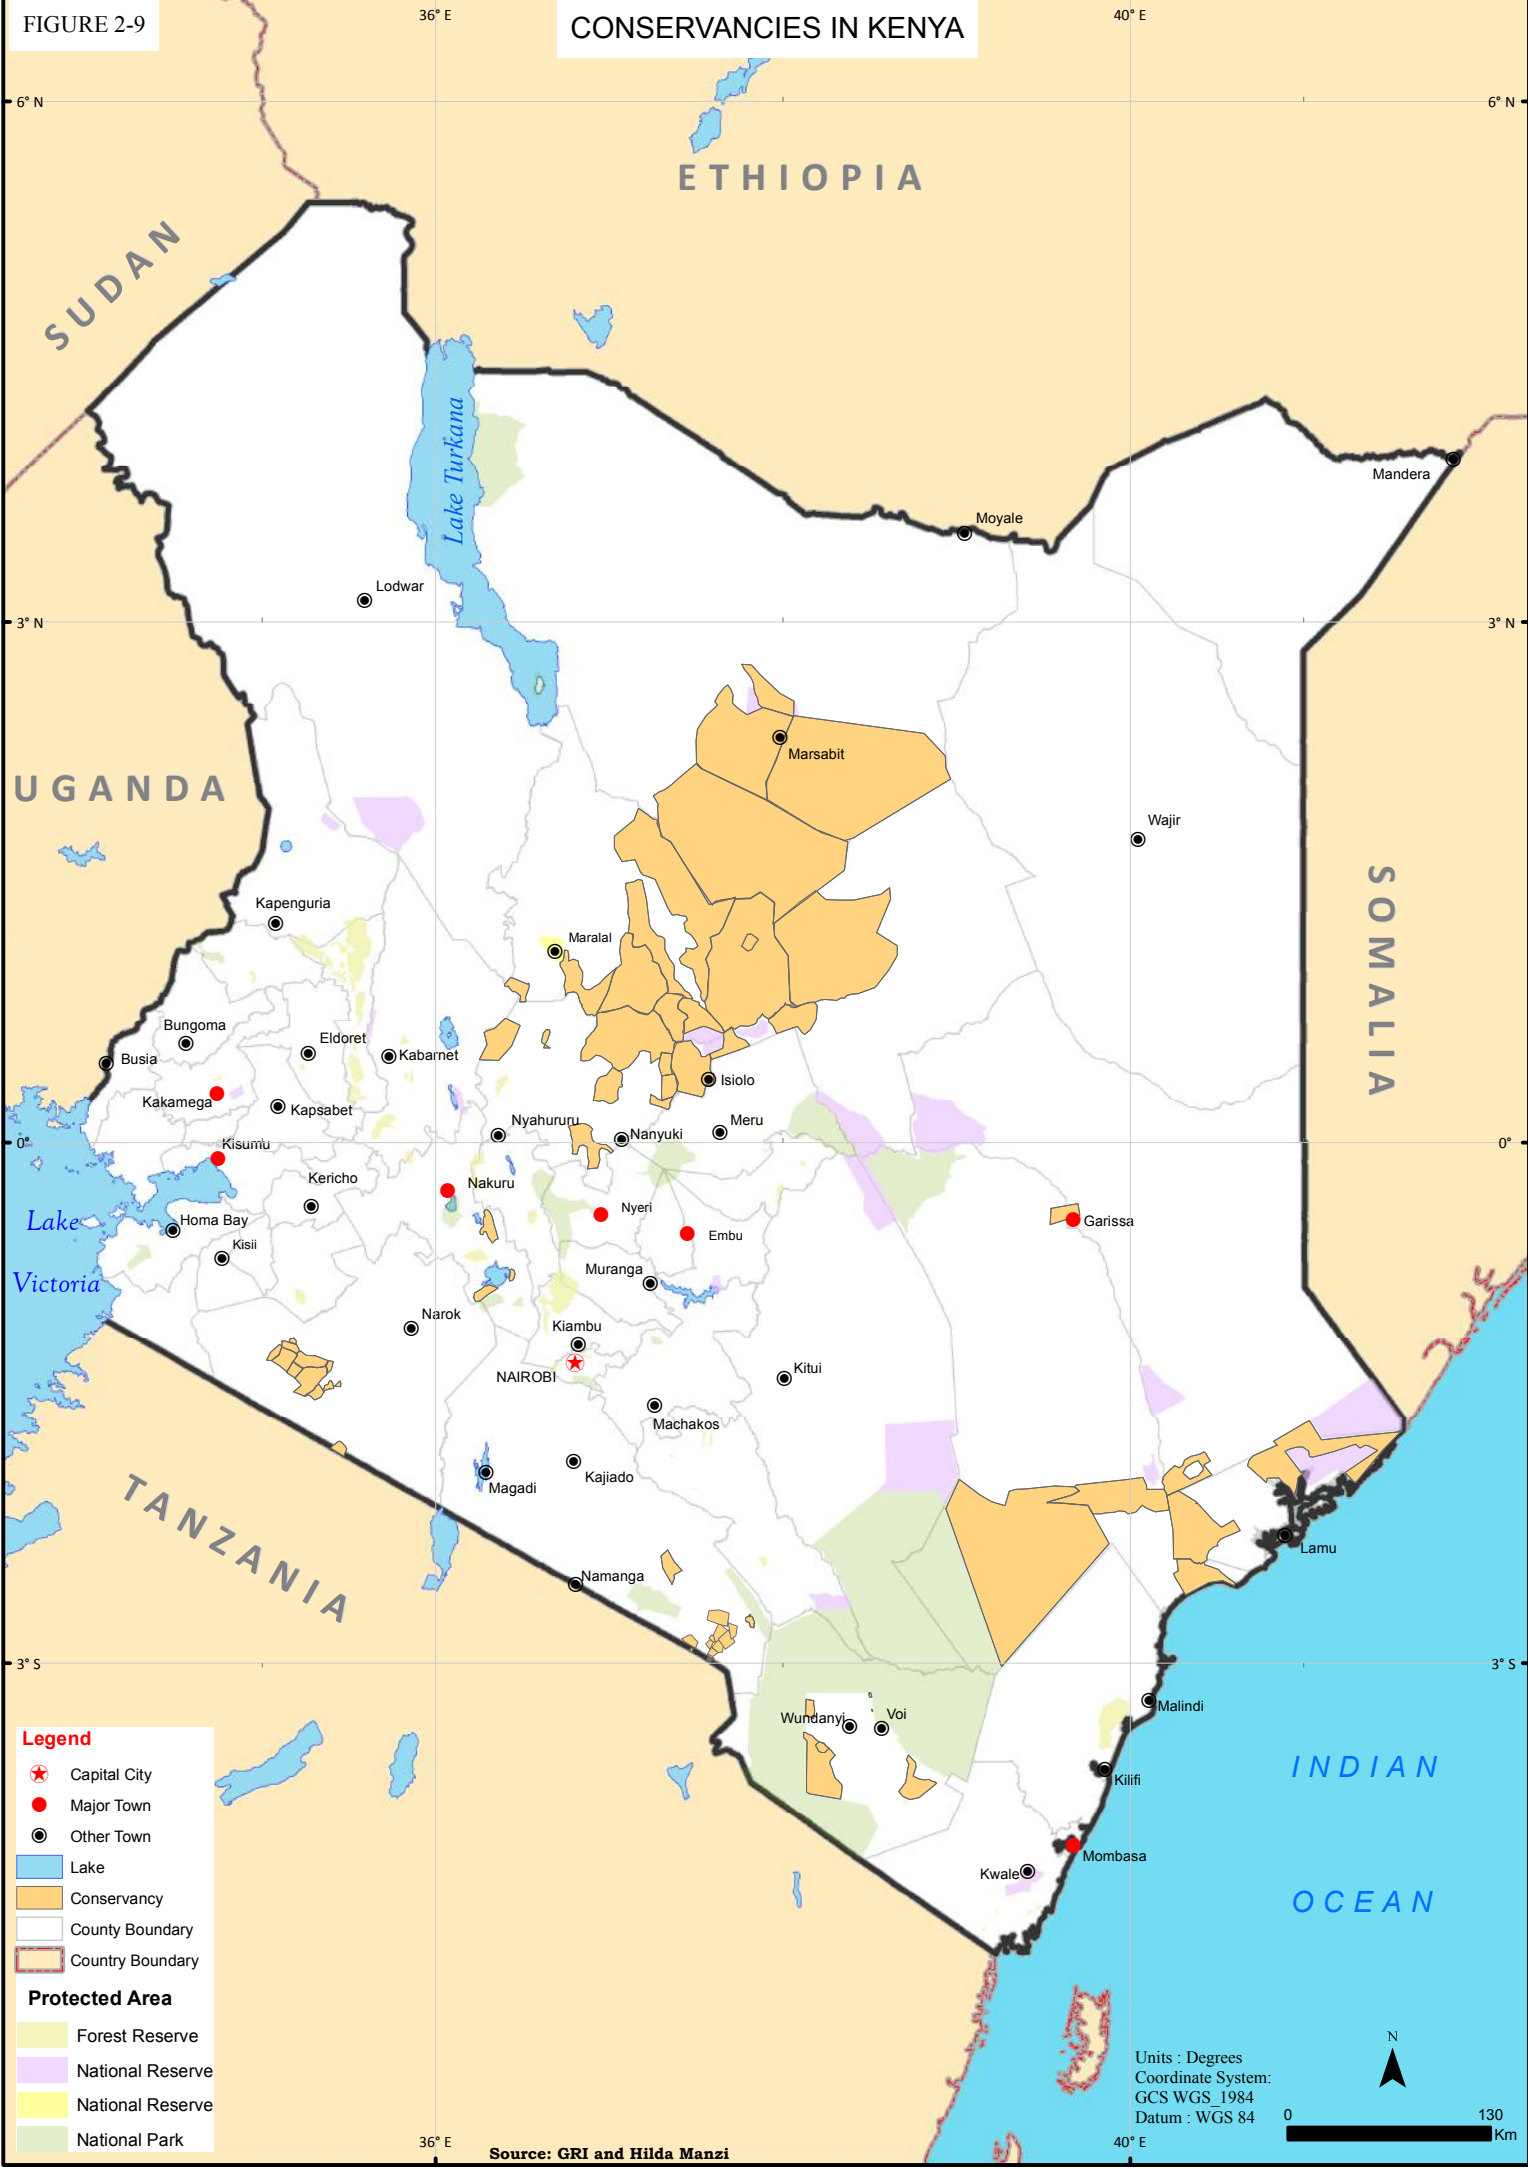 FIGURE 2-9
36° E
CONSERVANCIES IN KENYA
40° E
6° N
6° N
ETHIOPIA
SUDAN
Lake Turkana
Mandera
Moyale
Lodwar
3° N
3° N
Marsabit
UGANDA
Wajir
SOMALIA
Kapenguria
Maralal
Bungoma
Eldoret
Busia
Kabarnet
Isiolo
Kakamega
Kapsabet
Nyahururu
Nanyuki
Meru
0°
0°
Kisumu
Kericho
Nakuru
Nyeri
Lake
Victoria
Homa Bay
Garissa
Embu
Kisii
Muranga
Narok
Kiambu
NAIROBI
Kitui
Machakos
Kajiado
Magadi
TANZANIA
Lamu
Namanga
3° S
3° S
Malindi
Wundanyi
Voi
INDIAN
OCEAN
Kilifi
Mombasa
Kwale
Legend
Capital City
Major Town
Other Town
Lake
Conservancy
County Boundary
Country Boundary
Protected Area
Forest Reserve
National Reserve
National Reserve
National Park
N
Units : Degrees
Coordinate System:
GCS WGS_1984
Datum : WGS 84
0 130
Km
36° E
40° E
Source: GRI and Hilda Manzi